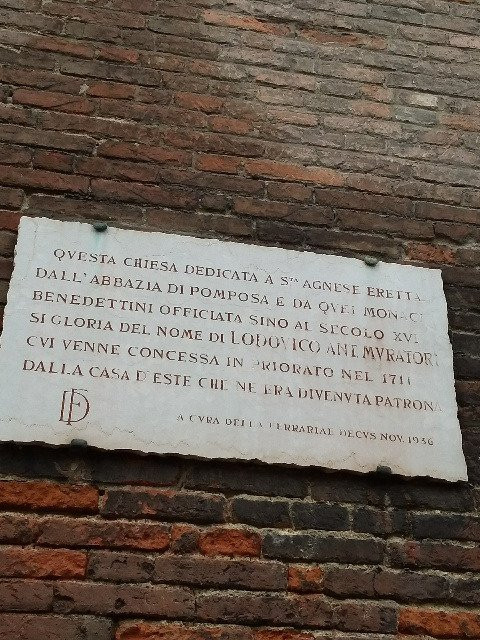 QVESTA CHIESA DEDICATA A STA AGNESE ERETTA
DALL'ABBAZIA DI POMPOSA E DA QVEI MONACI
BENEDETTINI OFFICIATA SINO AL SECOLO XVI
SI GLORIA DEL NOME DI LODOVICO ANT. MVRATORI
CVI VENNE CONCESSA IN PRIORATO NEL 1711
DALLA CASA D'ESTE CHE NE ERA DIVENVTA PATRONA
DF
A CVRA DELLA FERRARIAE DECVS NOV. 1936